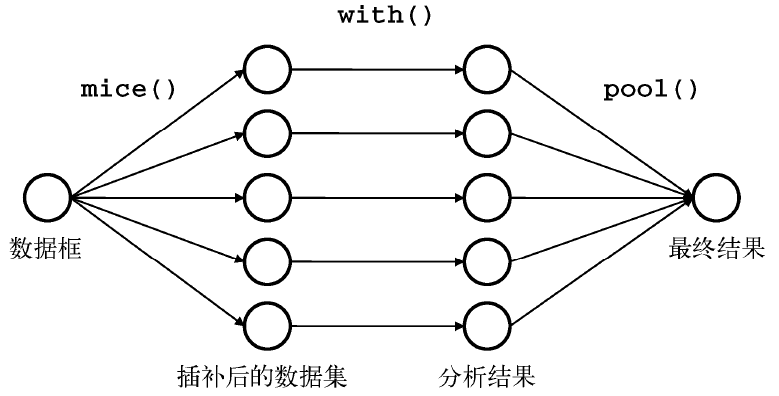 with()
mice()
pool()
数据框
最终结果
插补后的数据集
分析结果